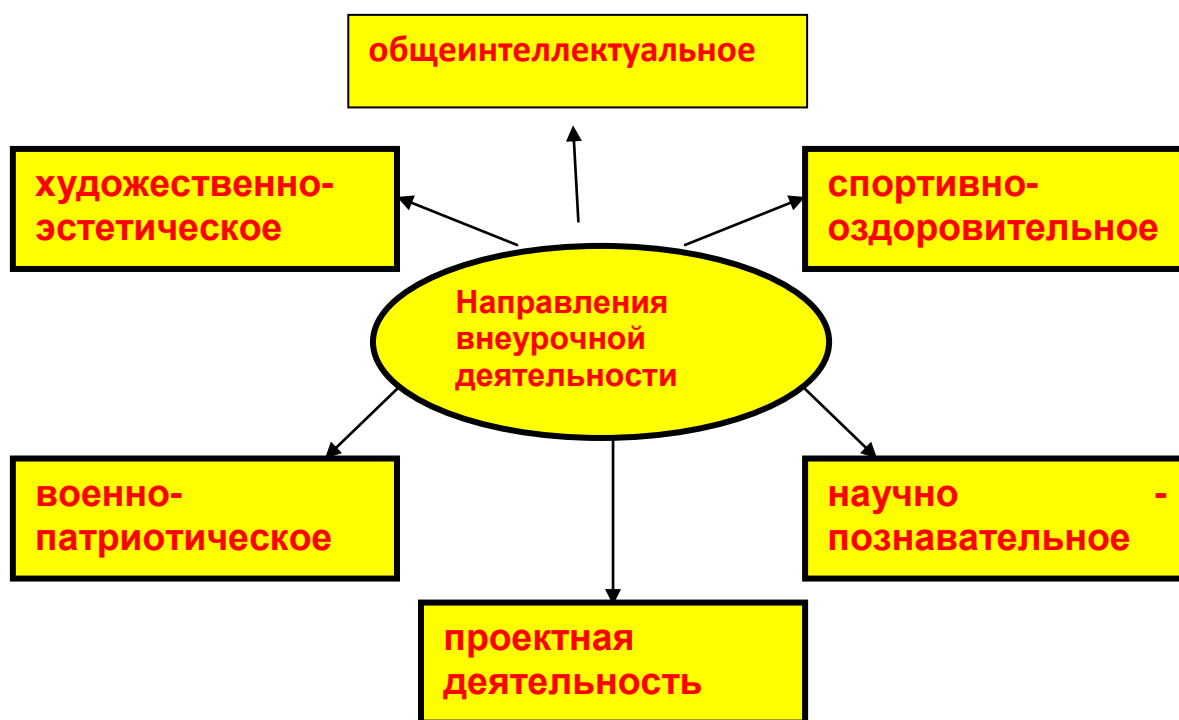 общеинтеллектуальное
художественно-
эстетическое
спортивно-
оздоровительное
Направления
внеурочной
деятельности
военно-
патриотическое
научно -
познавательное
проектная
деятельность